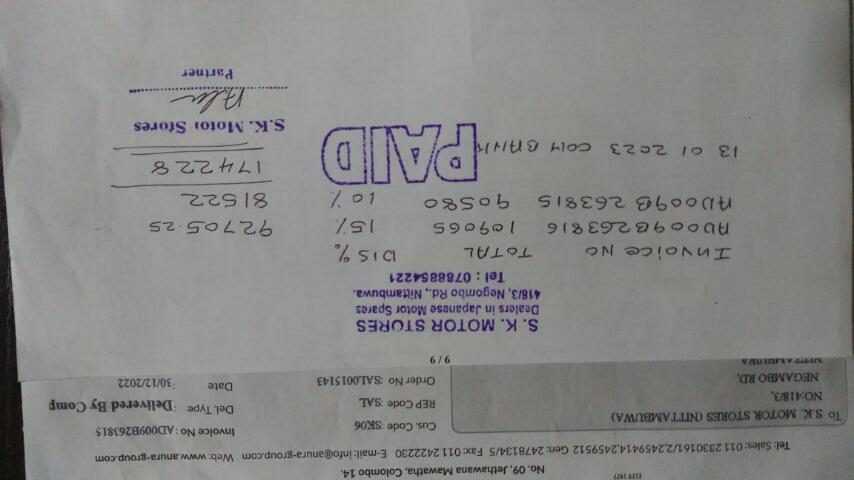 ESTD 1977
No. 09, Jethawana Mawatha, Colombo 14.
Tel: Sales: 011 2330161/2, 2459414, 2459512 Gen: 2478134/5 Fax: 011 2422230 E-mail: info@anura-group.com Web: www.anura-group.com
To S.K. MOTOR STORES (NITTAMBUWA)
NO:418/3,
NEGAMBO RD,
NITTAMBUWA
Cus. Code :SK06
REP Code :SAL
Order No :SAL0015143
Invoice No :AD009B263815
Del. Type :Delivered By Comp
Date :30/12/2022
9 / 9
S. K. MOTOR STORES
Dealers in Japanese Motor Spares
418/3, Negombo Rd., Nittambuwa.
Tel : 0788854221
INVOICE NO TOTAL DIS %
AD009B263816 109065 15% 92705.25
AD009B263815 90580 10% 81522
174228
13 01 2023 COM BANK
PAID
S.K. Motor Stores
Partner